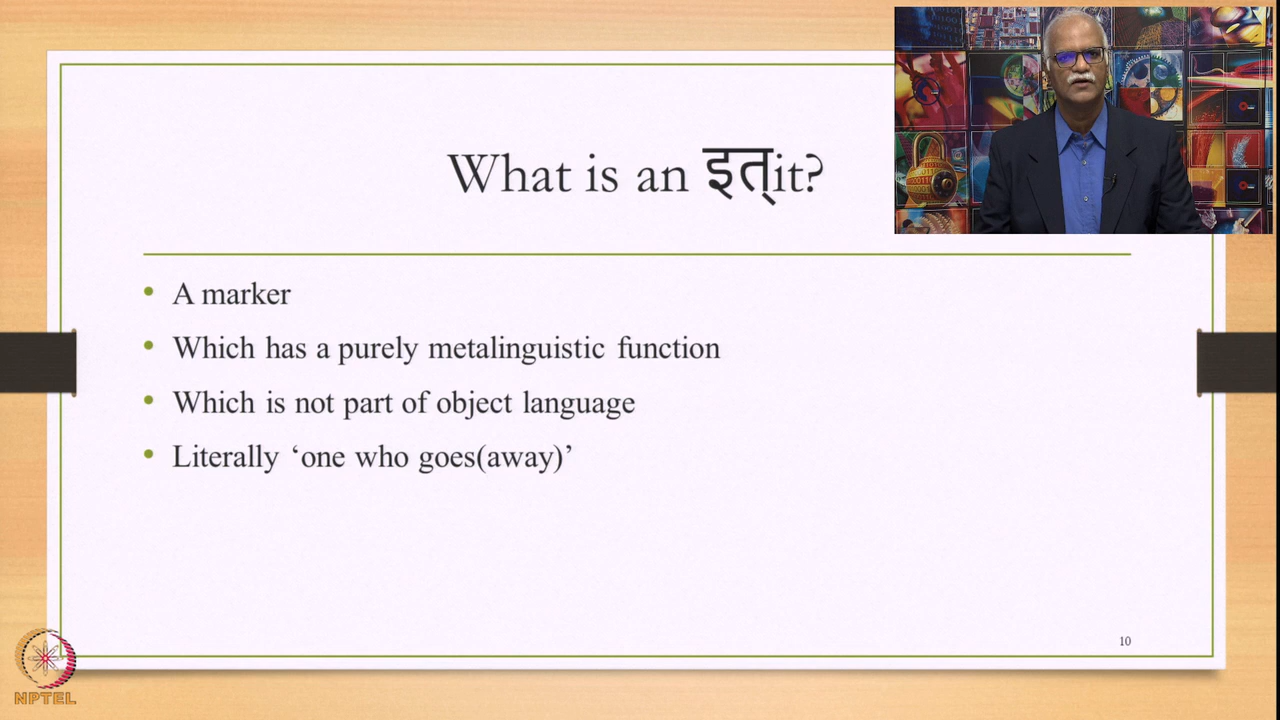 What is an इत्it?
A marker
Which has a purely metalinguistic function
Which is not part of object language
Literally ‘one who goes(away)’
10
NPTEL